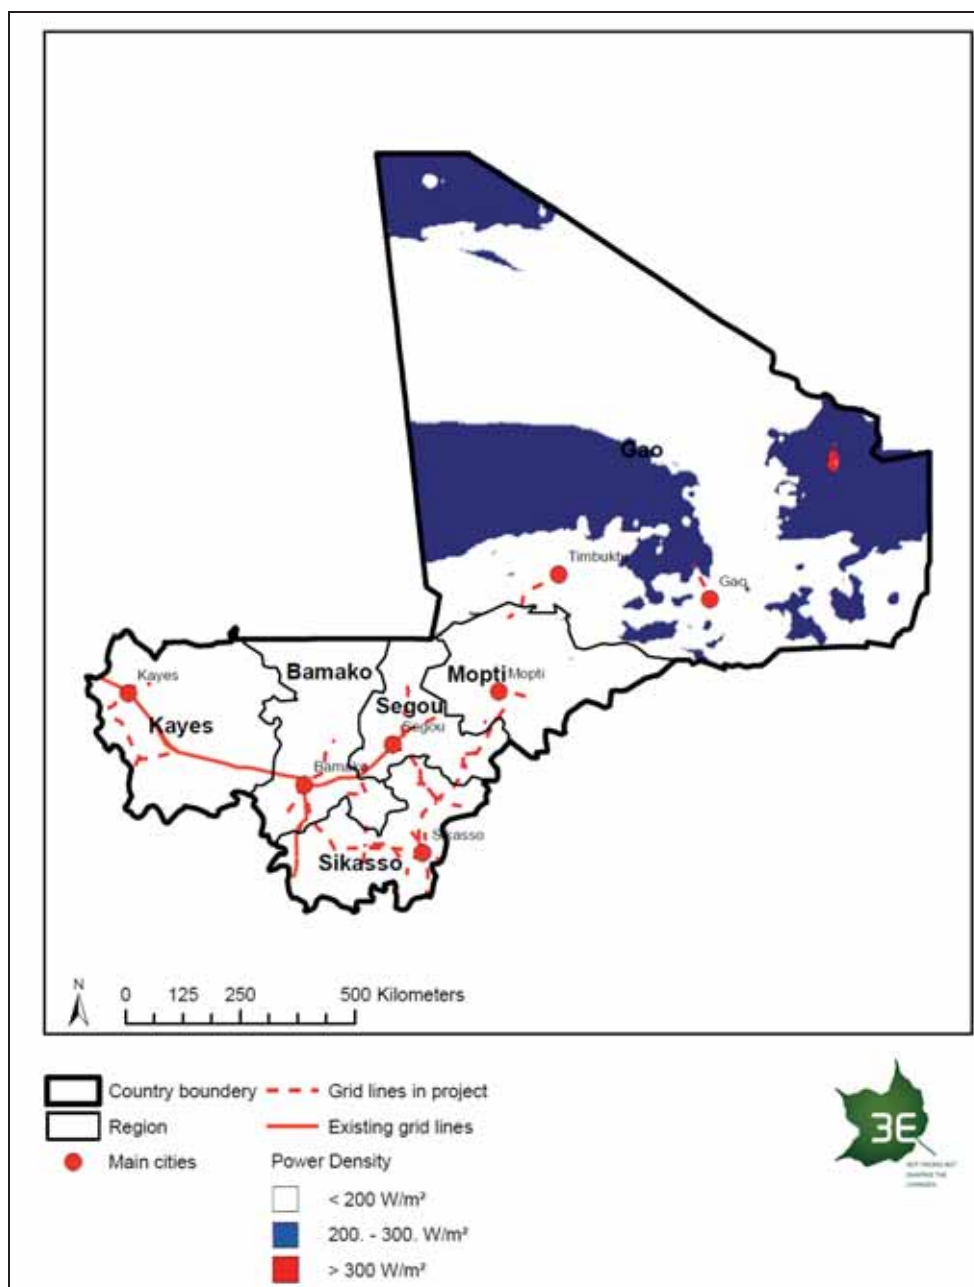 Gao
Timbuktu
Gao
Bamako
Mopti
Mopti
Kayes
Segou
Kayes
Segou
Bamako
Sikasso
Sikasso
N
0 125 250 500 Kilometers
Country boundery
Grid lines in project
Region
Existing grid lines
Main cities
Power Density
< 200 W/m²
200. - 300. W/m²
> 300 W/m²
3E